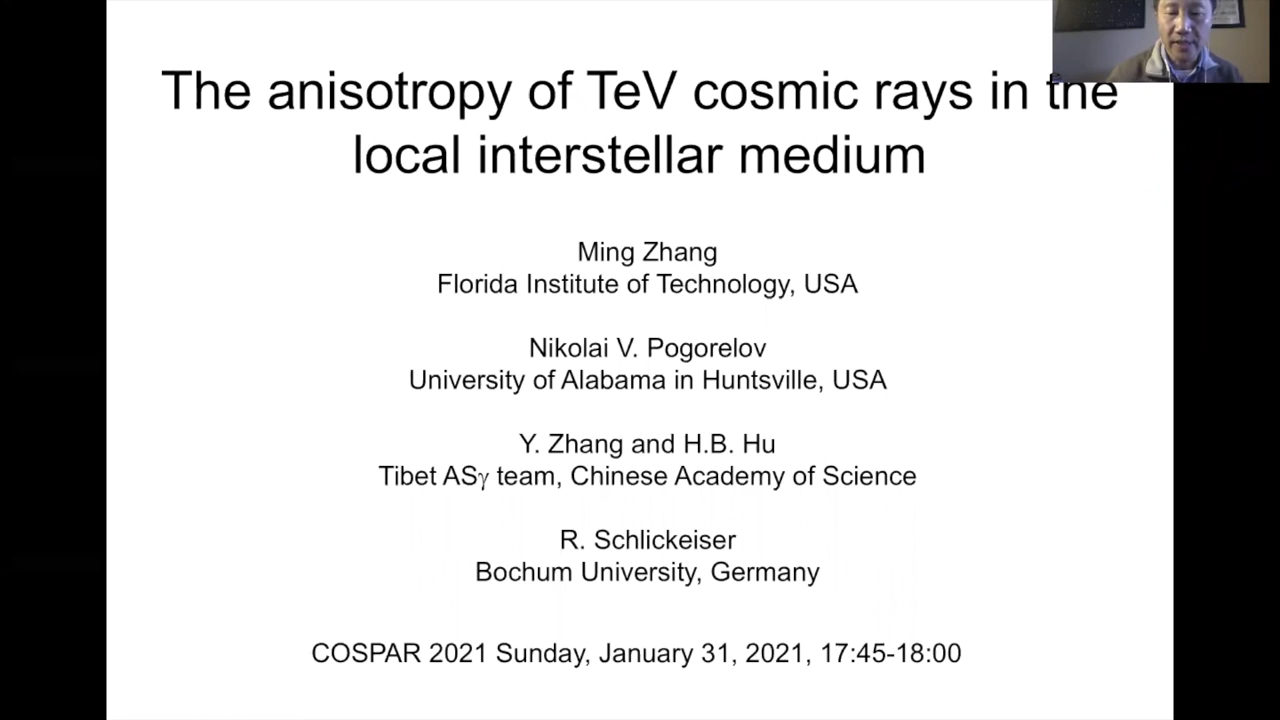 The anisotropy of TeV cosmic rays in the
local interstellar medium
Ming Zhang
Florida Institute of Technology, USA
Nikolai V. Pogorelov
University of Alabama in Huntsville, USA
Y. Zhang and H.B. Hu
Tibet ASγ team, Chinese Academy of Science
R. Schlickeiser
Bochum University, Germany
COSPAR 2021 Sunday, January 31, 2021, 17:45-18:00